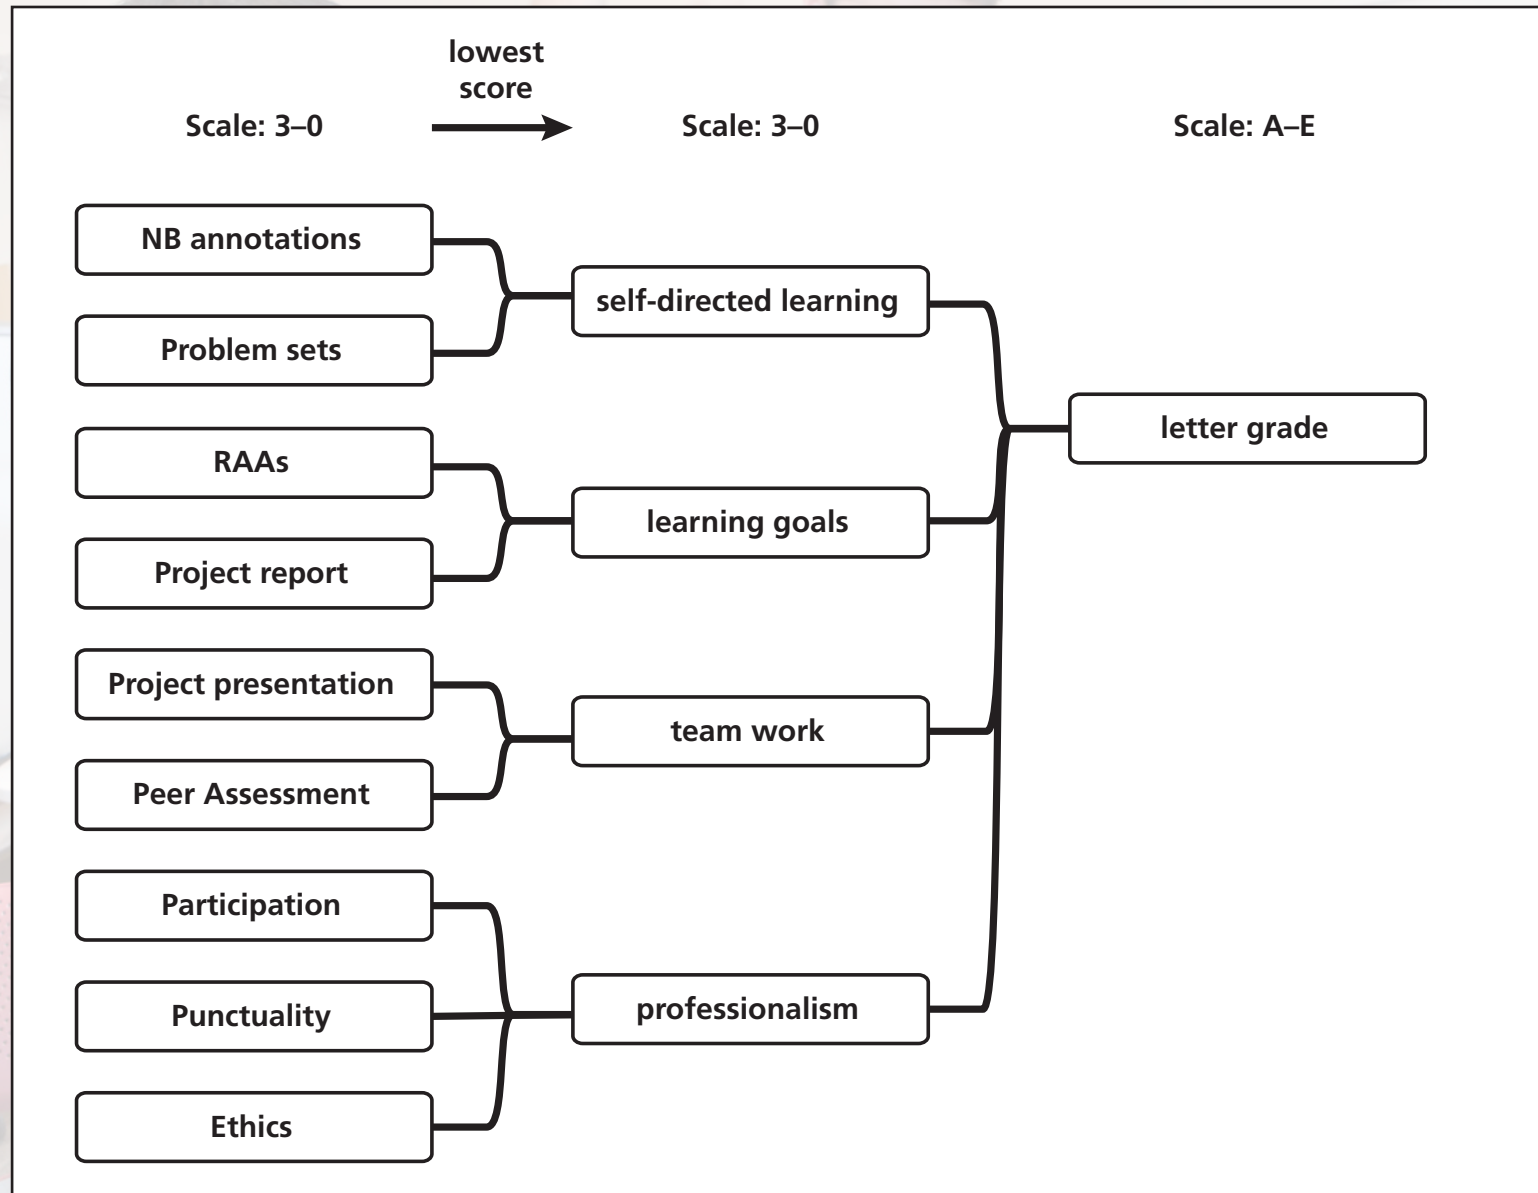 lowest
score
Scale: 3–0
Scale: 3–0
Scale: A–E
NB annotations
Problem sets
RAAs
Project report
Project presentation
Peer Assessment
Participation
Punctuality
Ethics
self-directed learning
learning goals
team work
professionalism
letter grade